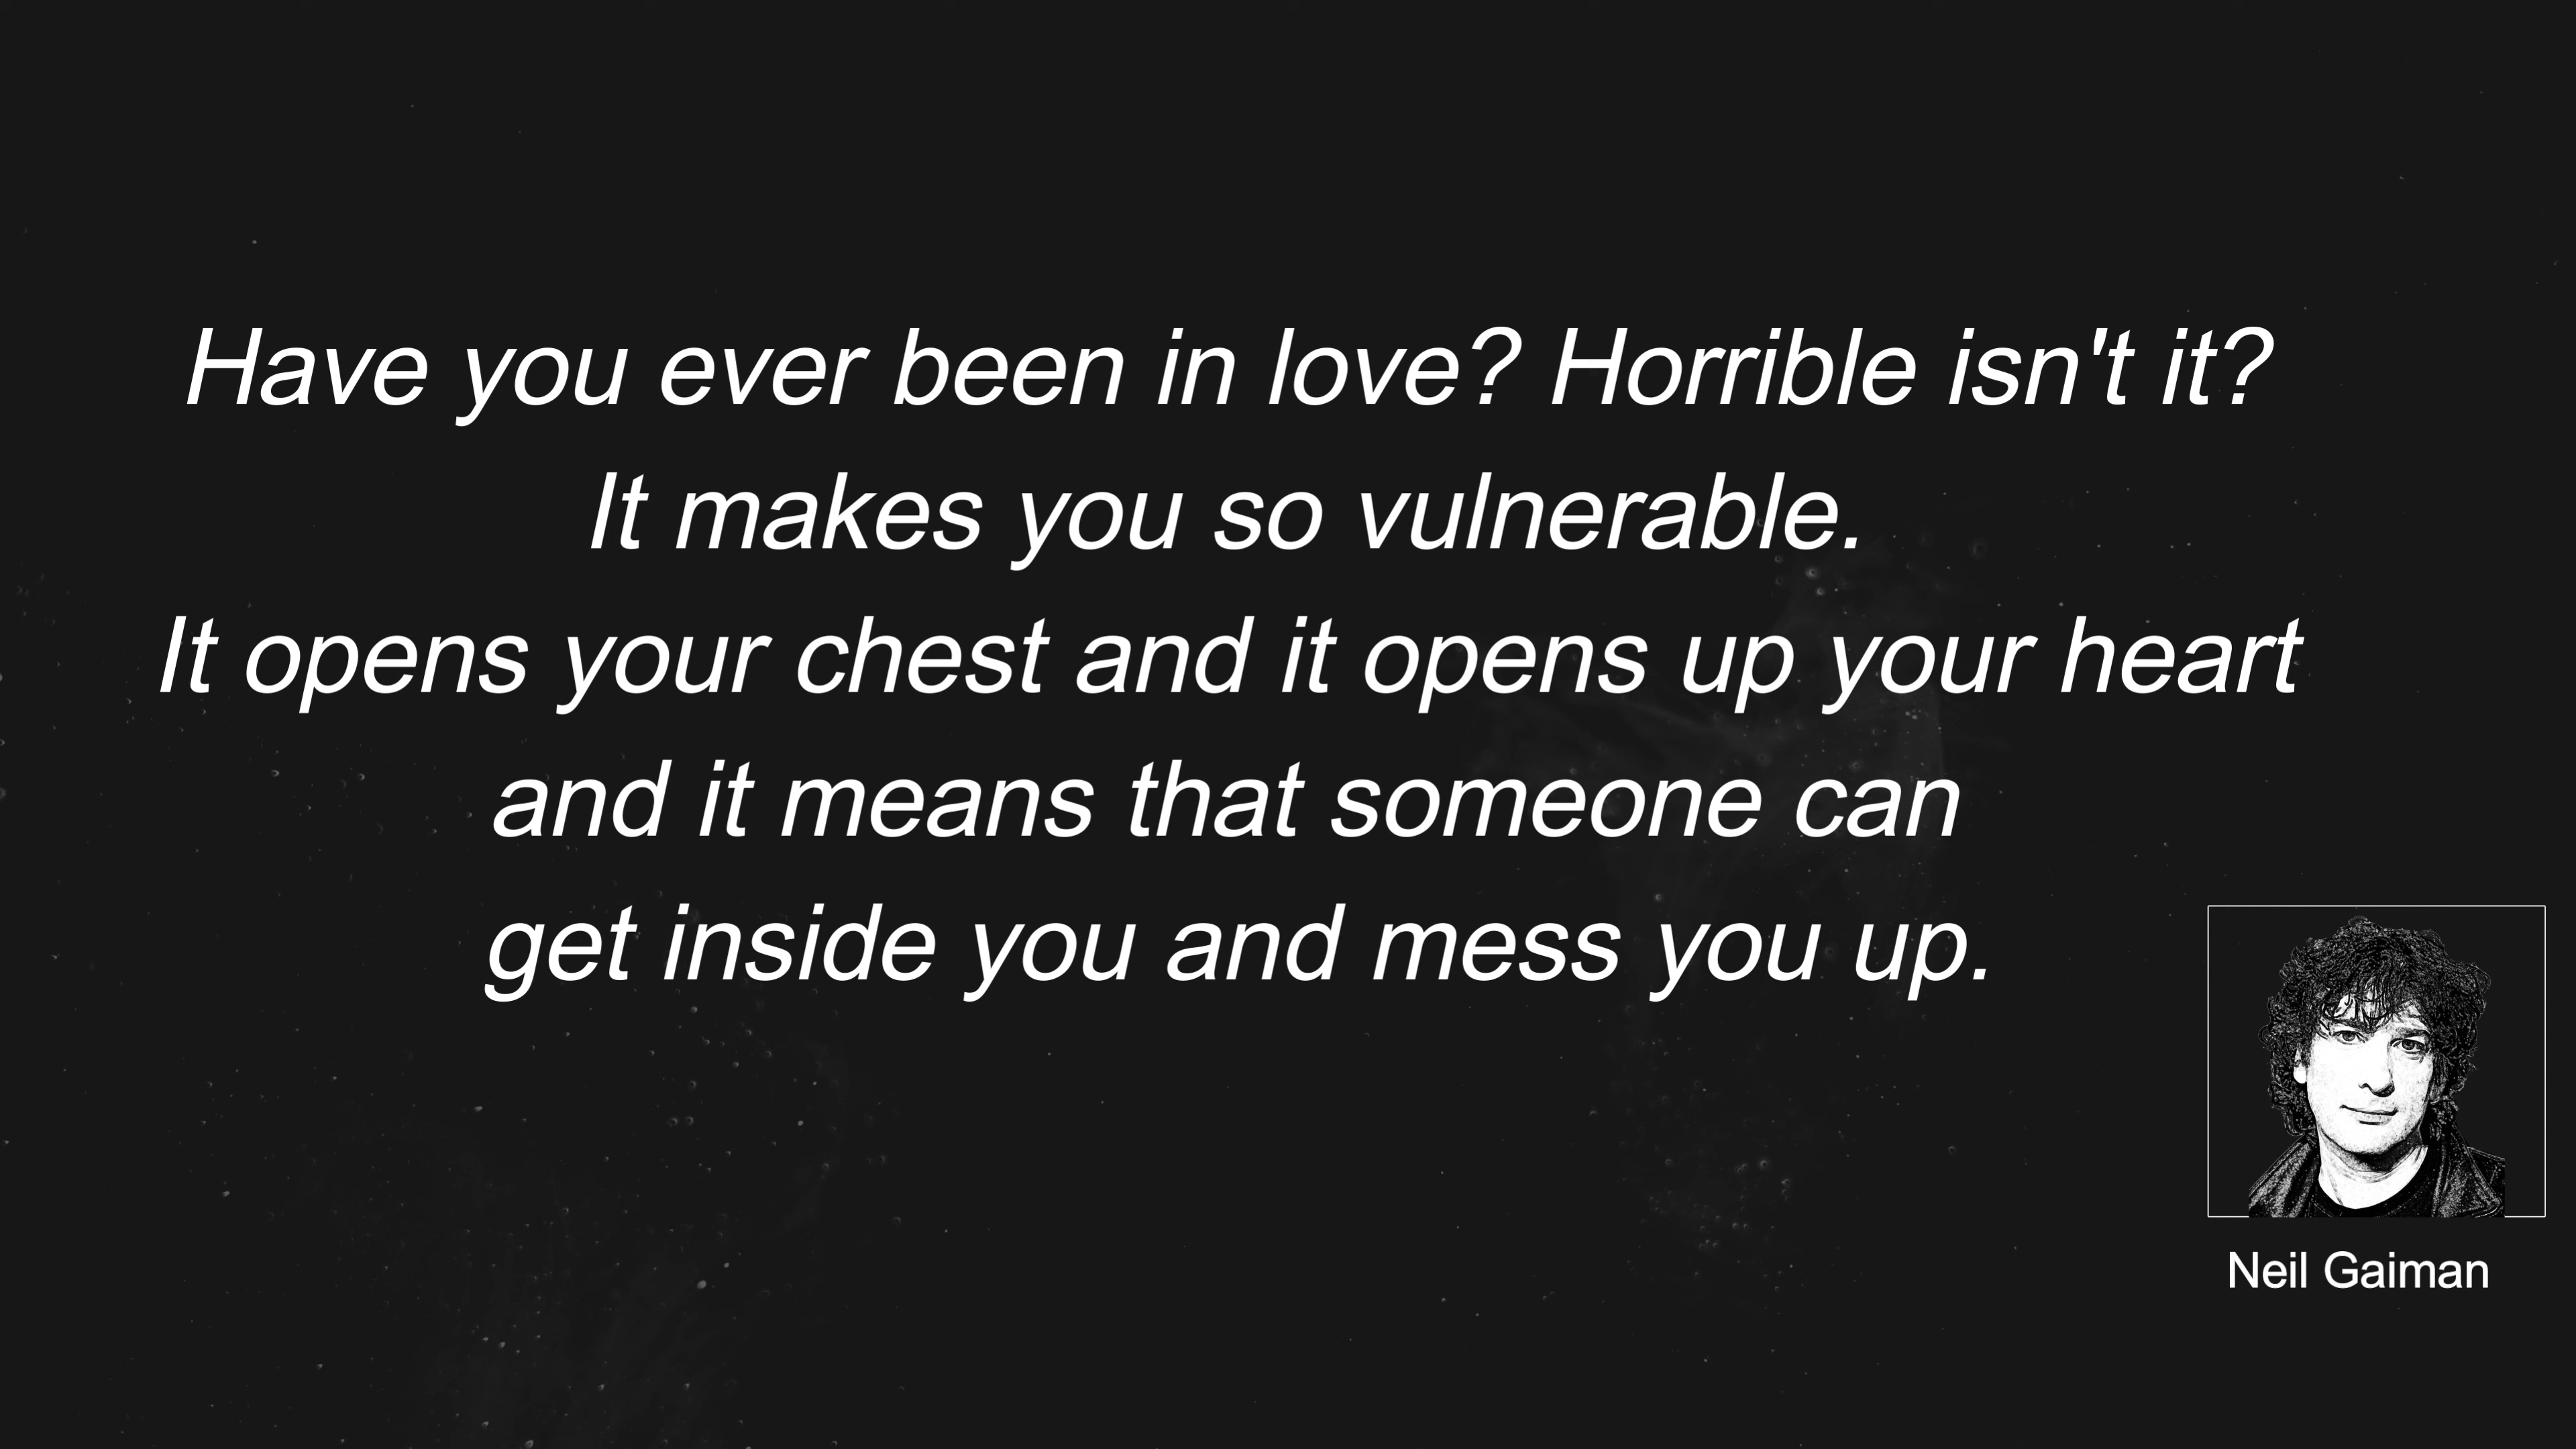 Have you ever been in love? Horrible isn't it?
It makes you so vulnerable.
It opens your chest and it opens up your heart
and it means that someone can
get inside you and mess you up.
Neil Gaiman